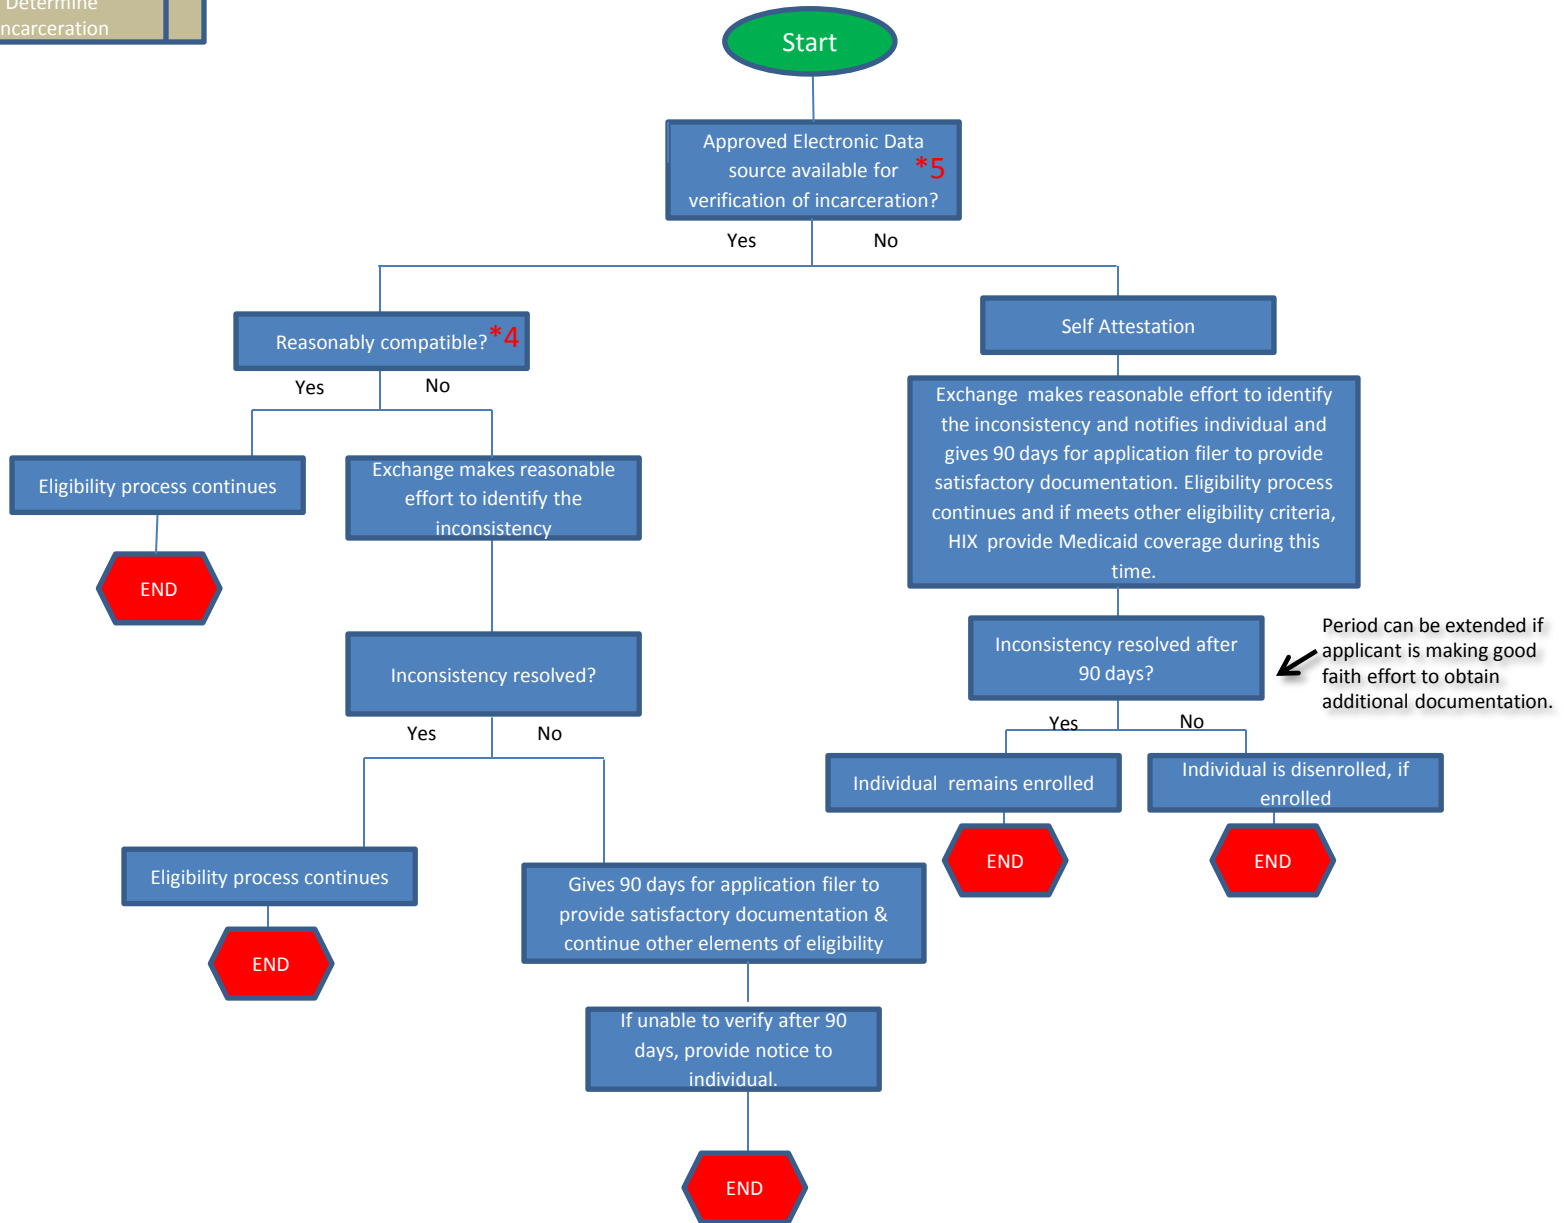 Determine
ncarceration
Start
Approved Electronic Data
source available for *5
verification of incarceration?
Yes
No
Reasonably compatible? *4
Self Attestation
Yes
No
Exchange makes reasonable effort to identify
the inconsistency and notifies individual and
gives 90 days for application filer to provide
satisfactory documentation. Eligibility process
continues and if meets other eligibility criteria,
HIX provide Medicaid coverage during this
time.
Eligibility process continues
Exchange makes reasonable
effort to identify the
inconsistency
END
Inconsistency resolved after
90 days?
Period can be extended if
applicant is making good
faith effort to obtain
additional documentation.
Inconsistency resolved?
Yes
No
Yes
No
Individual remains enrolled
Individual is disenrolled, if
enrolled
END
END
Eligibility process continues
Gives 90 days for application filer to
provide satisfactory documentation &
continue other elements of eligibility
END
If unable to verify after 90
days, provide notice to
individual.
END